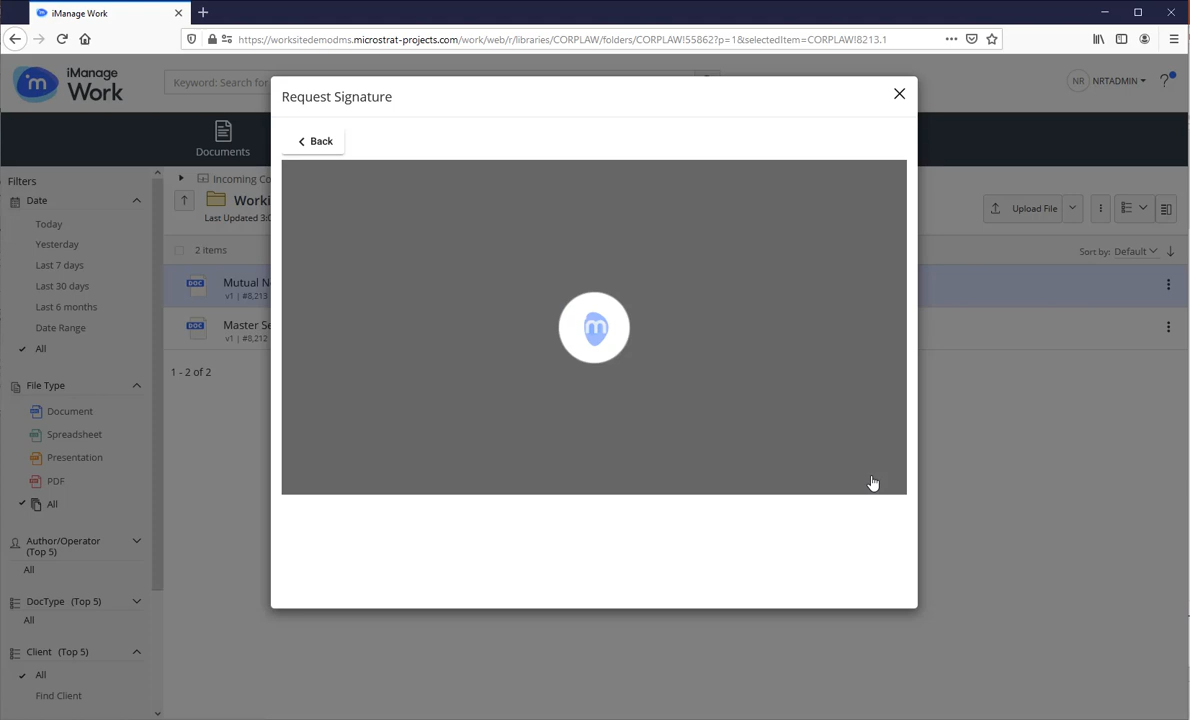 iManage Work
https://worksitedemodms.microstrat-projects.com/work/web/r/libraries/CORPLAW/folders/CORPLAW!55862?p=1&selectedItem=CORPLAW!8213.1
iManage
Work
Keyword: Search for
NR NRTADMIN
Documents
Request Signature
Back
Filters
Date
Today
Yesterday
Last 7 days
Last 30 days
Last 6 months
Date Range
All
File Type
Document
Spreadsheet
Presentation
PDF
All
Author/Operator
(Top 5)
All
DocType (Top 5)
All
Client (Top 5)
All
Find Client
Incoming Co
Worki
Last Updated 3:0
Upload File
2 items
Sort by: Default
DOC
Mutual N
v1 | #8,213
DOC
Master Se
v1 | #8,212
1 - 2 of 2
m